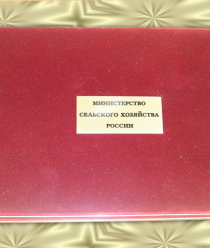 МИНИСТЕРСТВО
СЕЛЬСКОГО ХОЗЯЙСТВА
РОССИИ